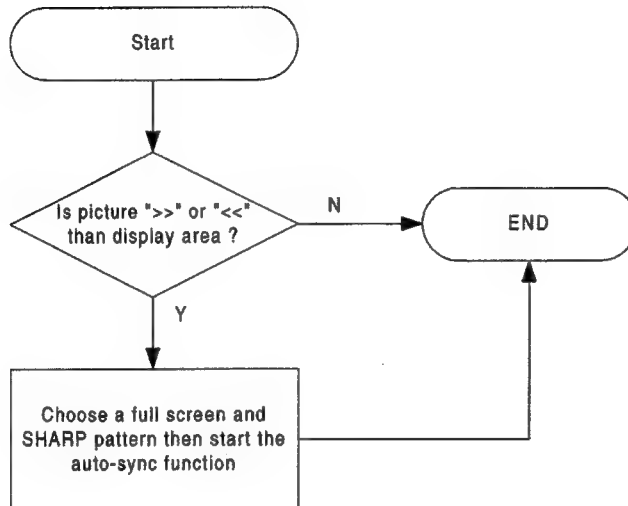 Start
Is picture ">>" or "<<"
than display area ?
N
END
Y
Choose a full screen and
SHARP pattern then start the
auto-sync function